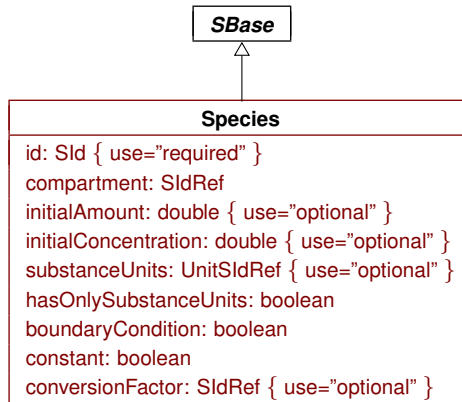 SBase
Species
id: SId { use="required" }
compartment: SIdRef
initialAmount: double { use="optional" }
initialConcentration: double { use="optional" }
substanceUnits: UnitSIdRef { use="optional" }
hasOnlySubstanceUnits: boolean
boundaryCondition: boolean
constant: boolean
conversionFactor: SIdRef { use="optional" }